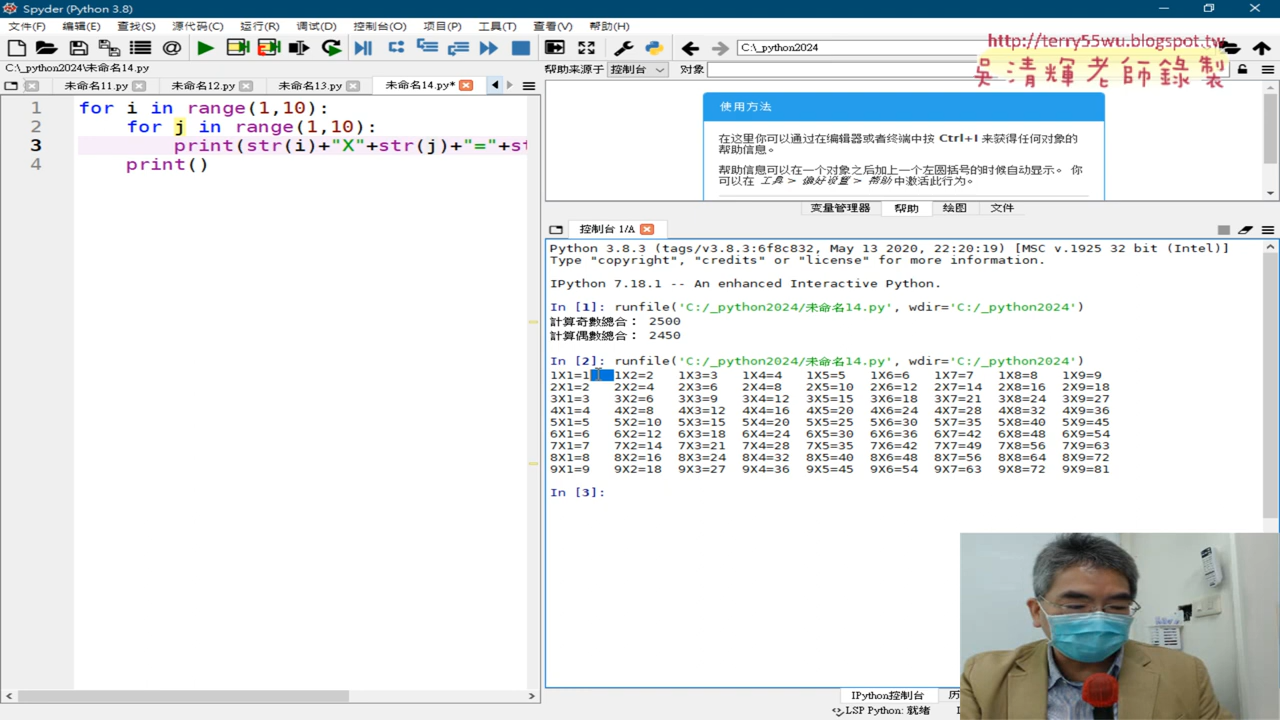 Spyder (Python 3.8)
文件(F) 编辑(E) 查找(S) 源代码(C) 运行(R) 调试(D) 控制台(O) 项目(P) 工具(T) 查看(V) 帮助(H)
C:\_python2024
http://terry55wu.blogspot.tw
吳清輝老師錄製
C:\_python2024\未命名14.py
帮助来源于 控制台 对象
未命名11.py 未命名12.py 未命名13.py 未命名14.py*
1 for i in range(1,10):
2 for j in range(1,10):
3 print(str(i)+"X"+str(j)+"="+st
4 print()
使用方法
在这里你可以通过在编辑器或者终端中按 Ctrl+I 来获得任何对象的
帮助信息。
帮助信息可以在一个对象之后加上一个左圆括号的时候自动显示。 你
可以在 工具 > 偏好设置 > 帮助 中激活此行为。
变量管理器 帮助 绘图 文件
控制台 1/A
Python 3.8.3 (tags/v3.8.3:6f8c832, May 13 2020, 22:20:19) [MSC v.1925 32 bit (Intel)]
Type "copyright", "credits" or "license" for more information.
IPython 7.18.1 -- An enhanced Interactive Python.
In [1]: runfile('C:/_python2024/未命名14.py', wdir='C:/_python2024')
計算奇數總合： 2500
計算偶數總合： 2450
In [2]: runfile('C:/_python2024/未命名14.py', wdir='C:/_python2024')
1X1=1 1X2=2 1X3=3 1X4=4 1X5=5 1X6=6 1X7=7 1X8=8 1X9=9
2X1=2 2X2=4 2X3=6 2X4=8 2X5=10 2X6=12 2X7=14 2X8=16 2X9=18
3X1=3 3X2=6 3X3=9 3X4=12 3X5=15 3X6=18 3X7=21 3X8=24 3X9=27
4X1=4 4X2=8 4X3=12 4X4=16 4X5=20 4X6=24 4X7=28 4X8=32 4X9=36
5X1=5 5X2=10 5X3=15 5X4=20 5X5=25 5X6=30 5X7=35 5X8=40 5X9=45
6X1=6 6X2=12 6X3=18 6X4=24 6X5=30 6X6=36 6X7=42 6X8=48 6X9=54
7X1=7 7X2=14 7X3=21 7X4=28 7X5=35 7X6=42 7X7=49 7X8=56 7X9=63
8X1=8 8X2=16 8X3=24 8X4=32 8X5=40 8X6=48 8X7=56 8X8=64 8X9=72
9X1=9 9X2=18 9X3=27 9X4=36 9X5=45 9X6=54 9X7=63 9X8=72 9X9=81
In [3]:
IPython控制台 历
LSP Python: 就绪